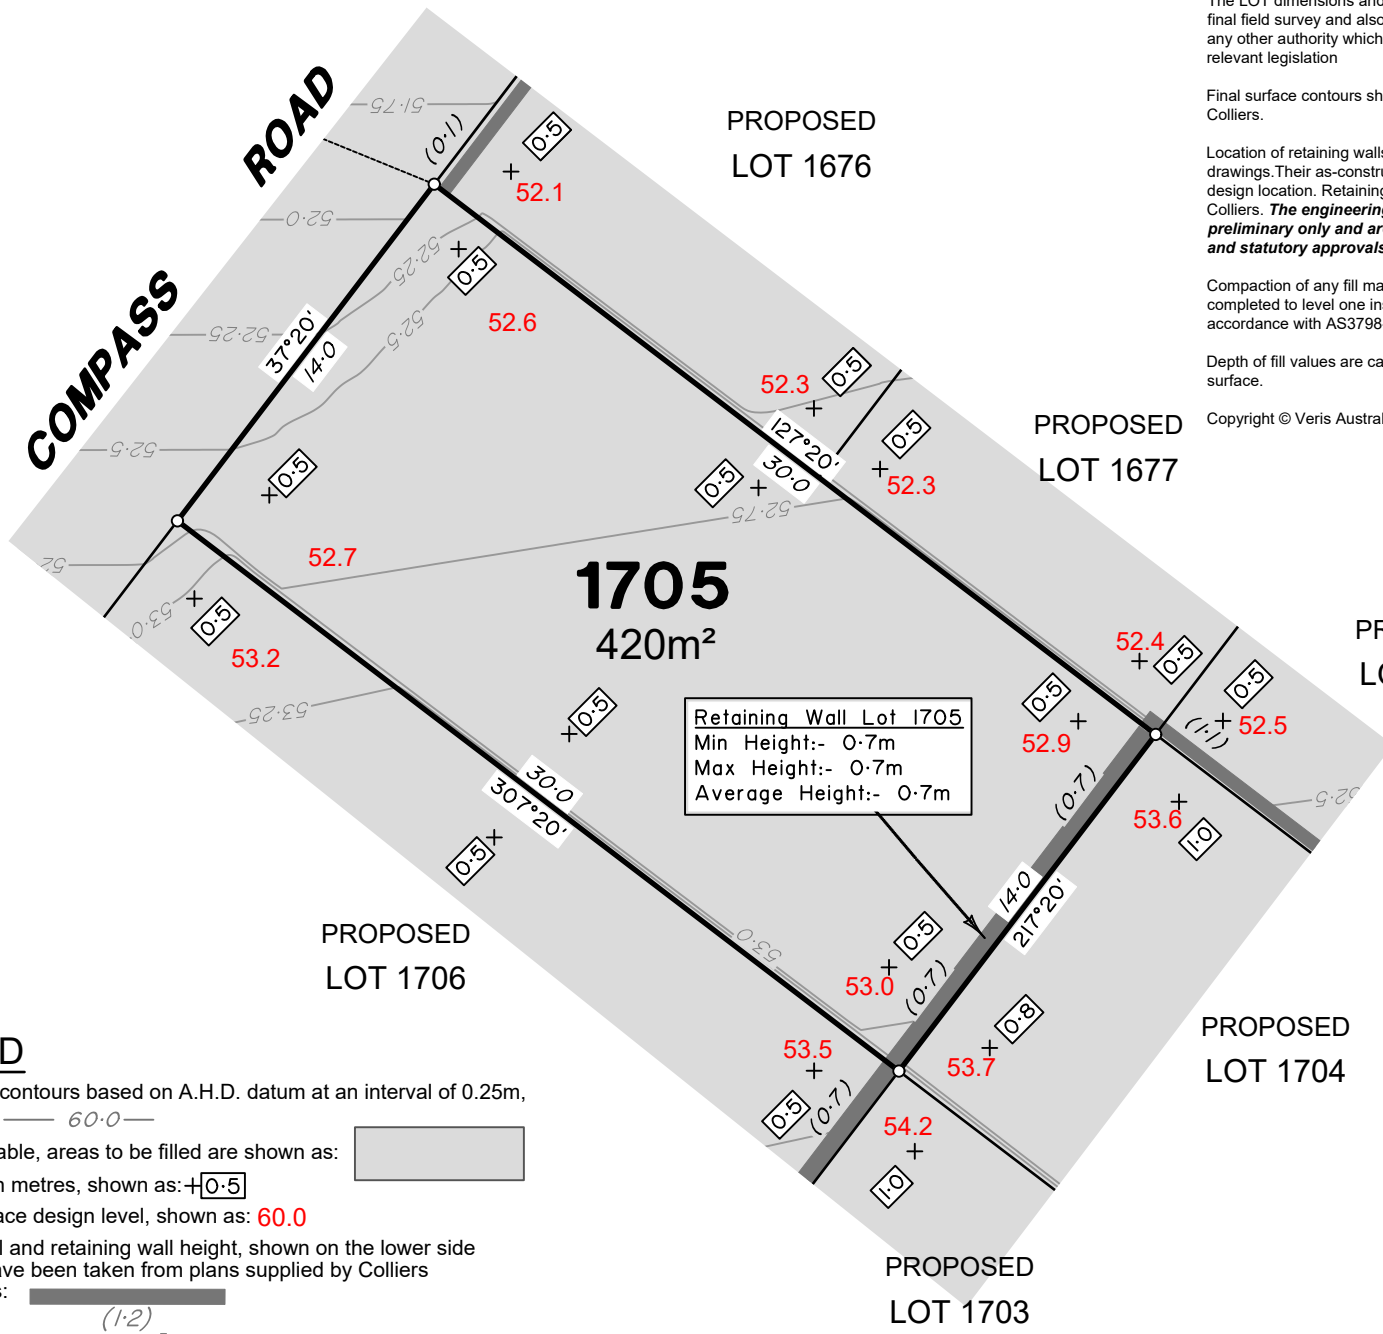 The LOT dimensions and
final field survey and also
any other authority which
relevant legislation
Final surface contours sh
Colliers.
Location of retaining walls
drawings.Their as-constru
design location. Retaining
Colliers. The engineering
preliminary only and ar
and statutory approvals
Compaction of any fill ma
completed to level one ins
accordance with AS3798
Depth of fill values are ca
surface.
Copyright © Veris Austral
COMPASS ROAD
PROPOSED
LOT 1676
PROPOSED
LOT 1677
PR
LO
51·75
(1·0)
0·5
52.1
52·0
52·25
52·25
52·5
52·5
0·5
52.6
37°20'
14·0
52.3
0·5
127°20'
30·0
0·5
52.3
0·5
52·75
0·5
52.7
52
53·0
0·5
53.2
53·25
1705
420m²
0·5
30·0
307°20'
0·5
52.4
0·5
0·5
52.5
(1·1)
52·5
0·5
52.9
(0·7)
53.6
1·0
Retaining Wall Lot 1705
Min Height:- 0·7m
Max Height:- 0·7m
Average Height:- 0·7m
14·0
217°20'
53·0
0·5
53.0
(0·7)
0·8
53.7
53.5
0·5
(0·7)
54.2
1·0
PROPOSED
LOT 1706
PROPOSED
LOT 1704
PROPOSED
LOT 1703
D
contours based on A.H.D. datum at an interval of 0.25m,
60·0
able, areas to be filled are shown as:
n metres, shown as:+0·5
ace design level, shown as: 60.0
l and retaining wall height, shown on the lower side
ave been taken from plans supplied by Colliers
s:
(1·2)